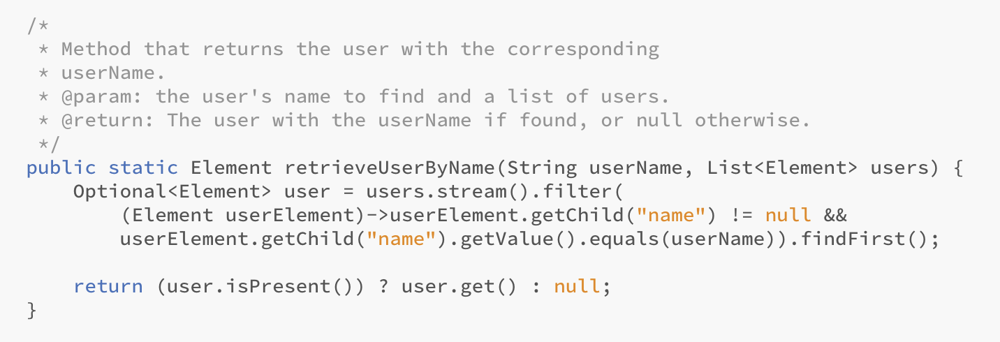 /*
 * Method that returns the user with the corresponding
 * userName.
 * @param: the user's name to find and a list of users.
 * @return: The user with the userName if found, or null otherwise.
 */
public static Element retrieveUserByName(String userName, List<Element> users) {
    Optional<Element> user = users.stream().filter(
        (Element userElement)->userElement.getChild("name") != null &&
        userElement.getChild("name").getValue().equals(userName)).findFirst();

    return (user.isPresent()) ? user.get() : null;
}